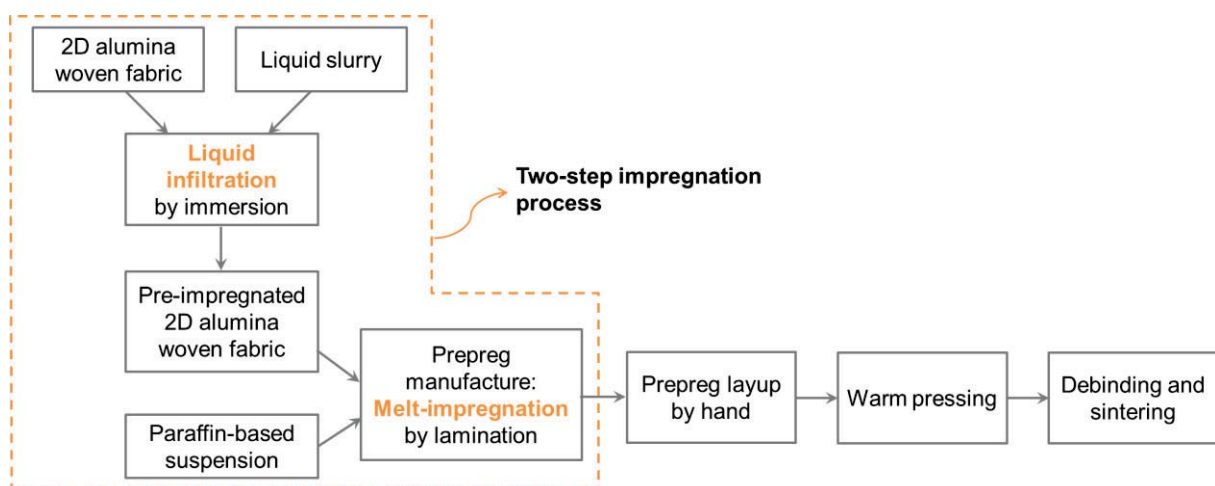 2D alumina
woven fabric
Liquid slurry
Liquid
infiltration
by immersion
Two-step impregnation
process
Pre-impregnated
2D alumina
woven fabric
Paraffin-based
suspension
Prepreg
manufacture:
Melt-impregnation
by lamination
Prepreg layup
by hand
Warm pressing
Debinding and
sintering